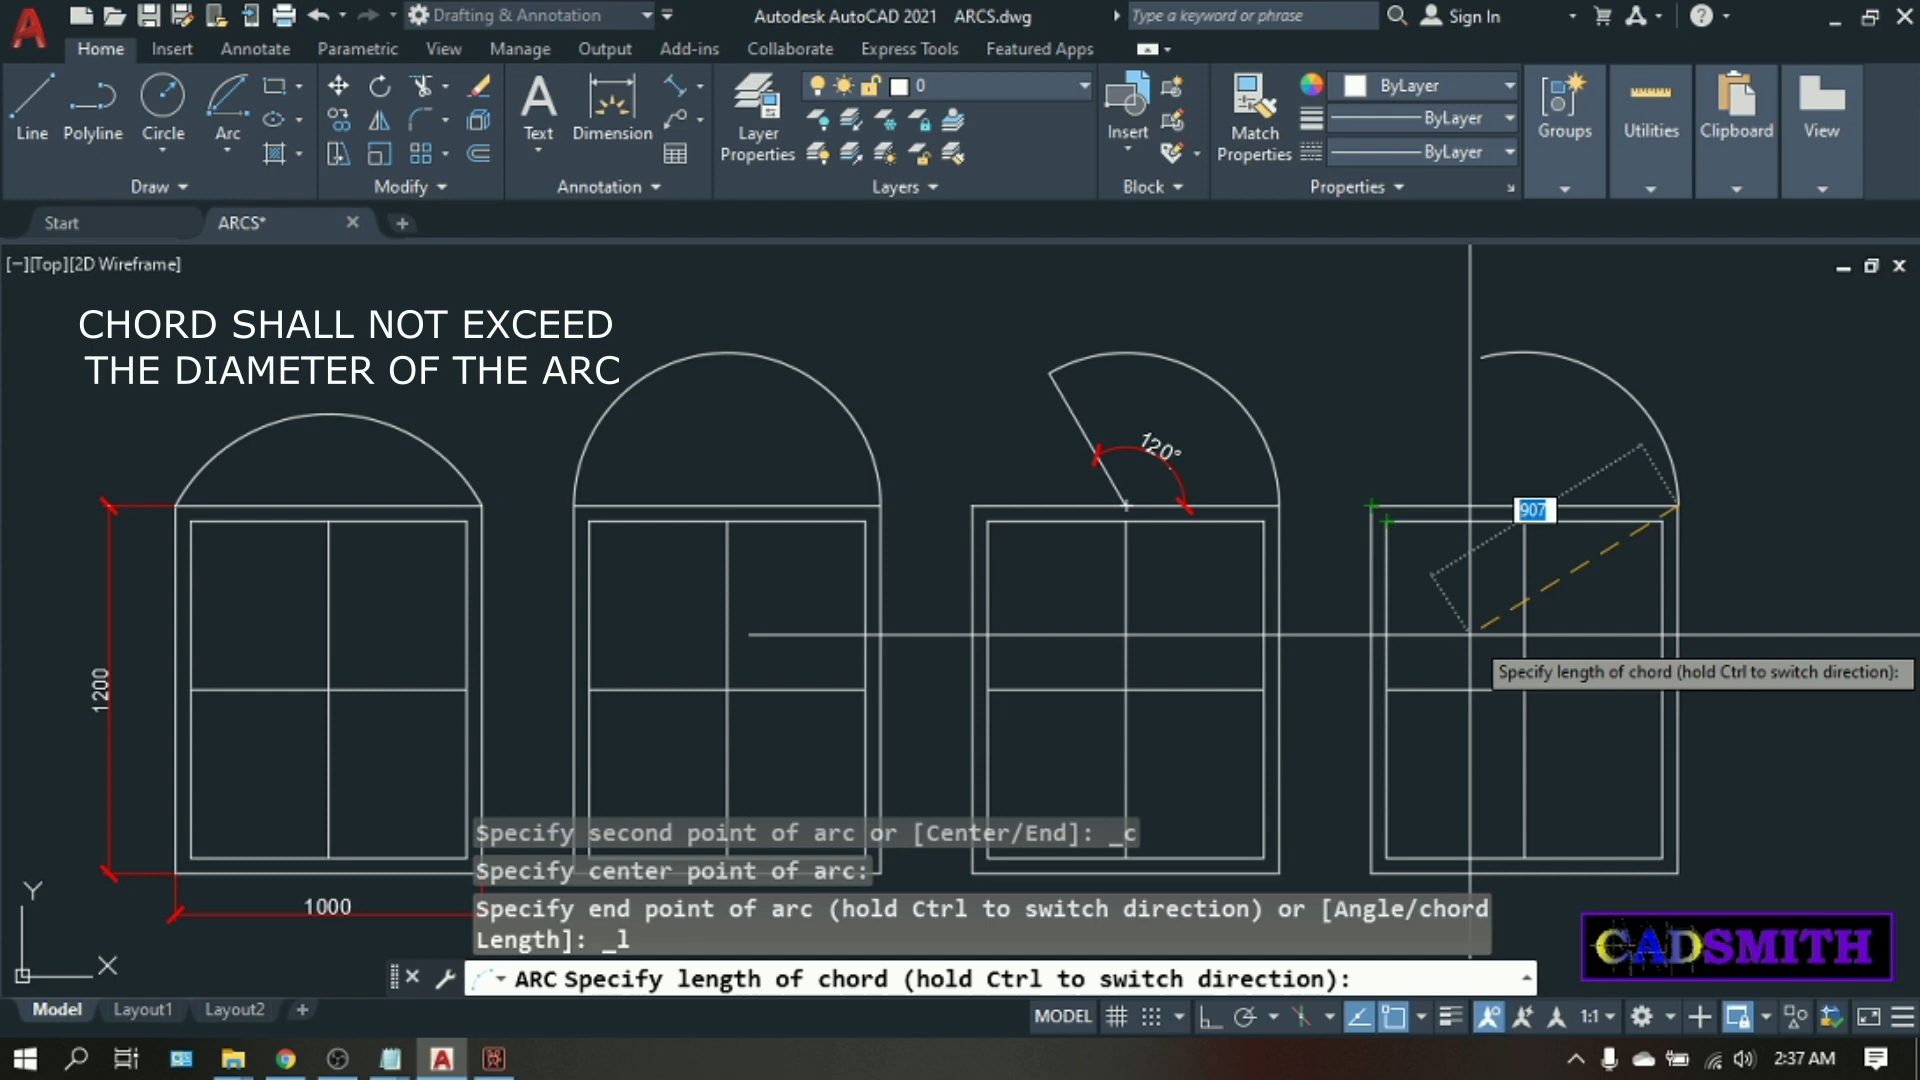 Drafting & Annotation
Autodesk AutoCAD 2021 ARCS.dwg
Type a keyword or phrase
Sign In
Home Insert Annotate Parametric View Manage Output Add-ins Collaborate Express Tools Featured Apps
Line
Polyline
Circle
Arc
Draw
Modify
Text
Dimension
Annotation
Layer
Properties
0
Layers
Insert
Block
Match
Properties
ByLayer
ByLayer
ByLayer
Properties
Groups
Utilities
Clipboard
View
Start
ARCS*
[−][Top][2D Wireframe]
CHORD SHALL NOT EXCEED
THE DIAMETER OF THE ARC
120°
907
Specify length of chord (hold Ctrl to switch direction):
1200
1000
Y
X
Specify second point of arc or [Center/End]: _c
Specify center point of arc:
Specify end point of arc (hold Ctrl to switch direction) or [Angle/chord
Length]: _l
ARC Specify length of chord (hold Ctrl to switch direction):
CADSMITH
Model
Layout1
Layout2
MODEL
1:1
2:37 AM